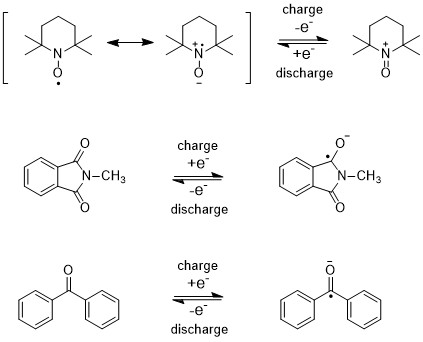 charge
-e⁻
+e⁻
discharge
N
O
•
+•
N
O
−
+
N
O
charge
+e⁻
-e⁻
discharge
O
N−CH₃
O
O⁻
•
N−CH₃
O
charge
+e⁻
-e⁻
discharge
O
O⁻
•